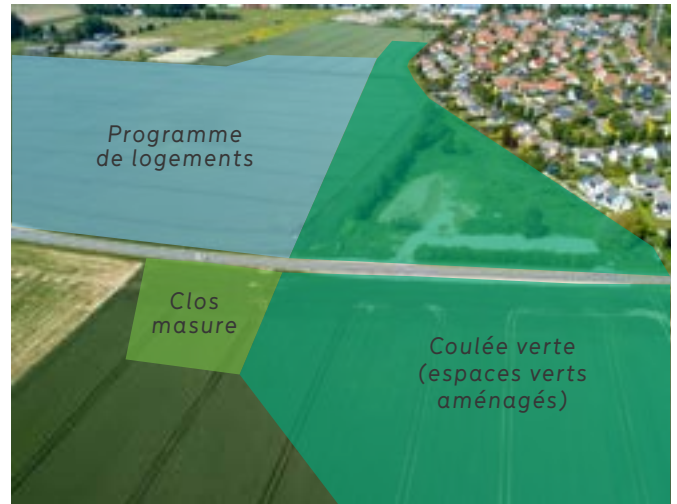 Programme
de logements
Clos
masure
Coulée verte
(espaces verts
aménagés)